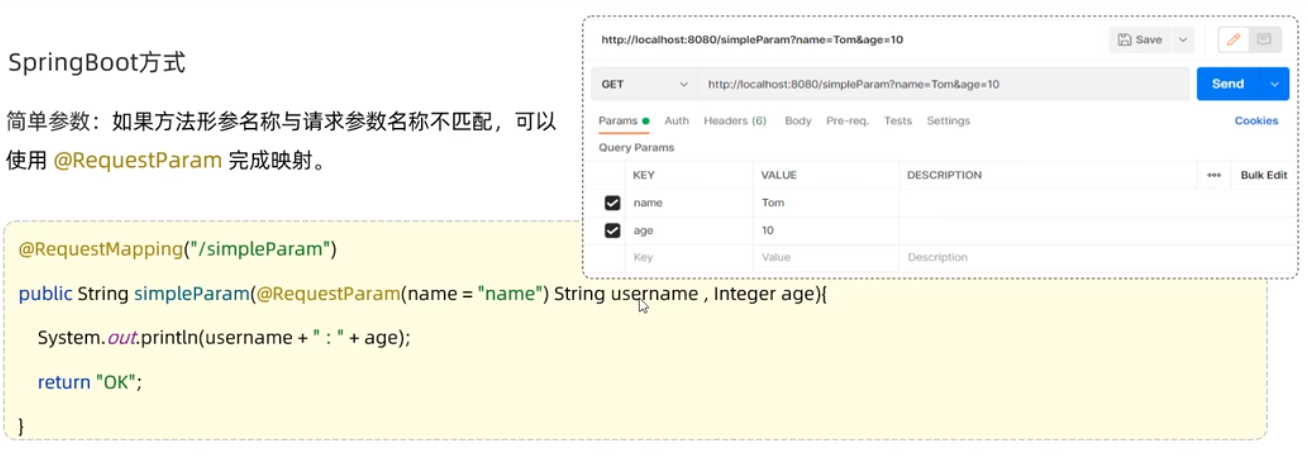 SpringBoot方式
简单参数：如果方法形参名称与请求参数名称不匹配，可以
使用 @RequestParam 完成映射。
http://localhost:8080/simpleParam?name=Tom&age=10
Save
GET http://localhost:8080/simpleParam?name=Tom&age=10 Send
Params Auth Headers (6) Body Pre-req. Tests Settings Cookies
Query Params
KEY VALUE DESCRIPTION ooo Bulk Edit
name Tom
age 10
Key Value Description
@RequestMapping("/simpleParam")
public String simpleParam(@RequestParam(name = "name") String username , Integer age){
System.out.println(username + " : " + age);
return "OK";
}